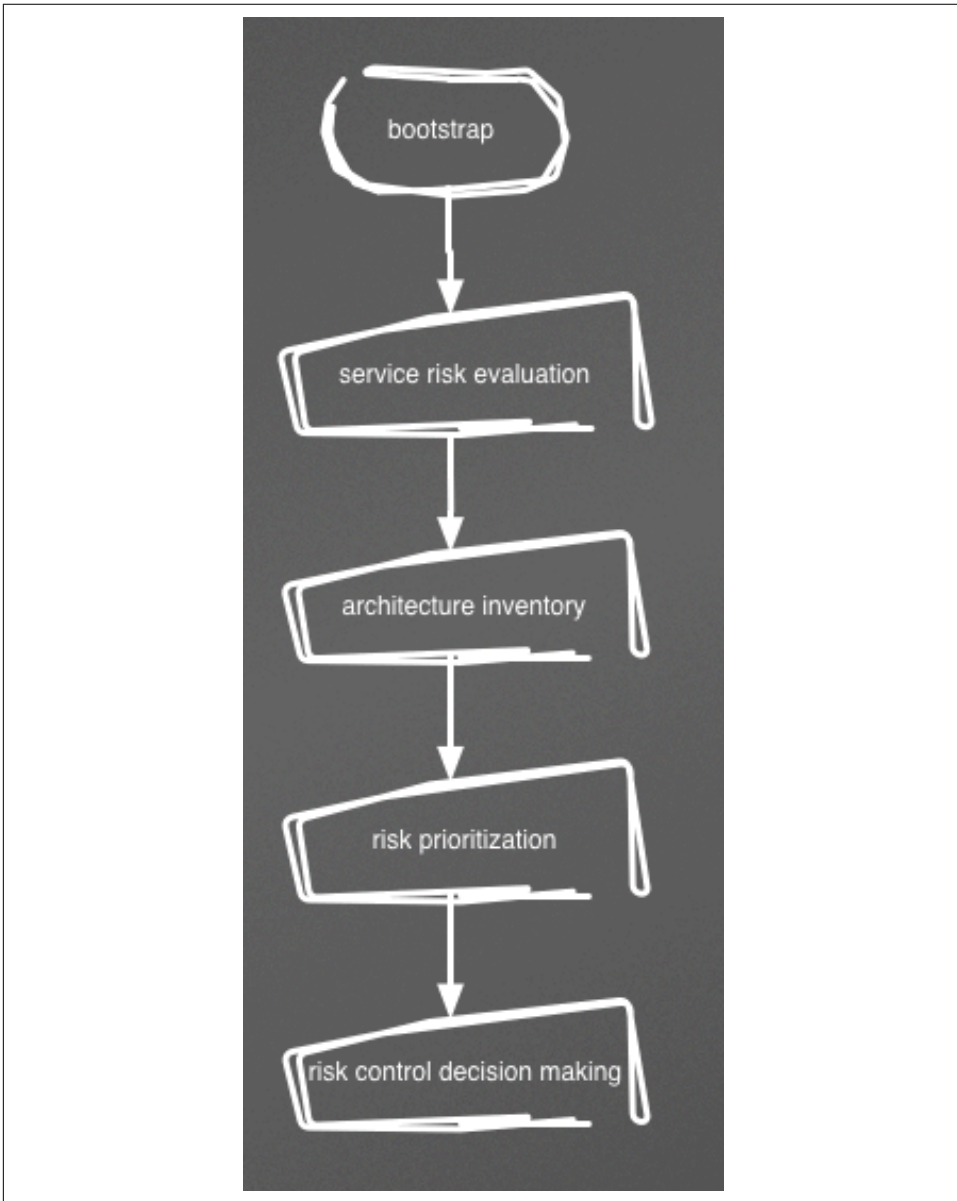 bootstrap
service risk evaluation
architecture inventory
risk prioritization
risk control decision making